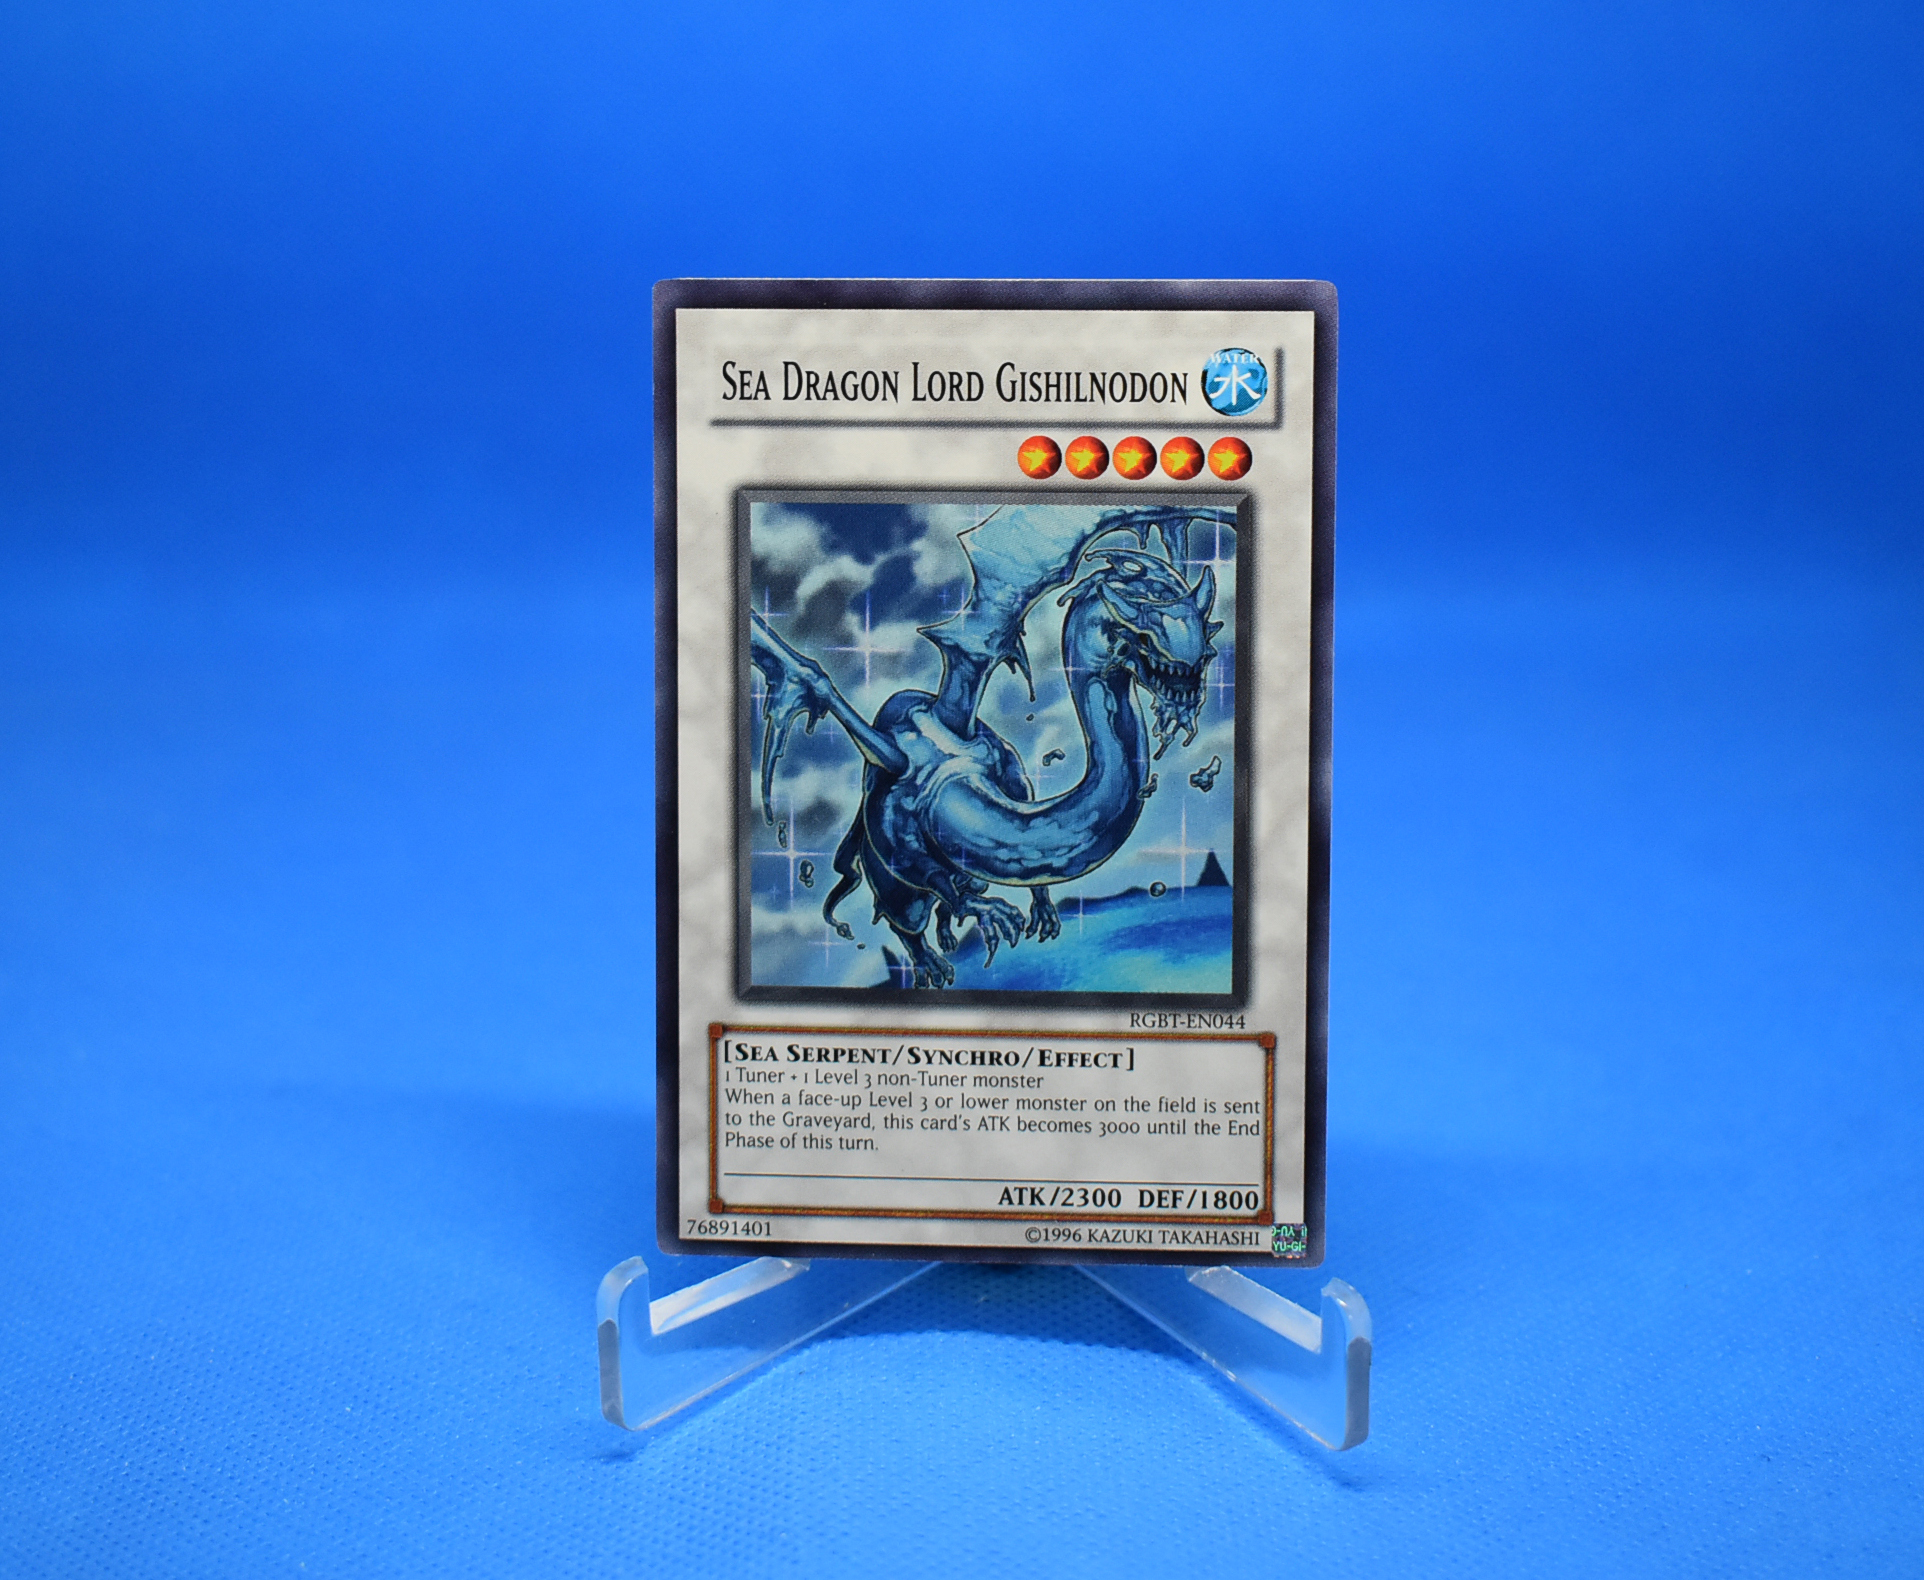 SEA DRAGON LORD GISHILNODON
WATER
水
RGBT-EN044
[SEA SERPENT/SYNCHRO/EFFECT]
1 Tuner + 1 Level 3 non-Tuner monster
When a face-up Level 3 or lower monster on the field is sent
to the Graveyard, this card's ATK becomes 3000 until the End
Phase of this turn.
ATK/2300 DEF/1800
76891401
©1996 KAZUKI TAKAHASHI
YU-GI-